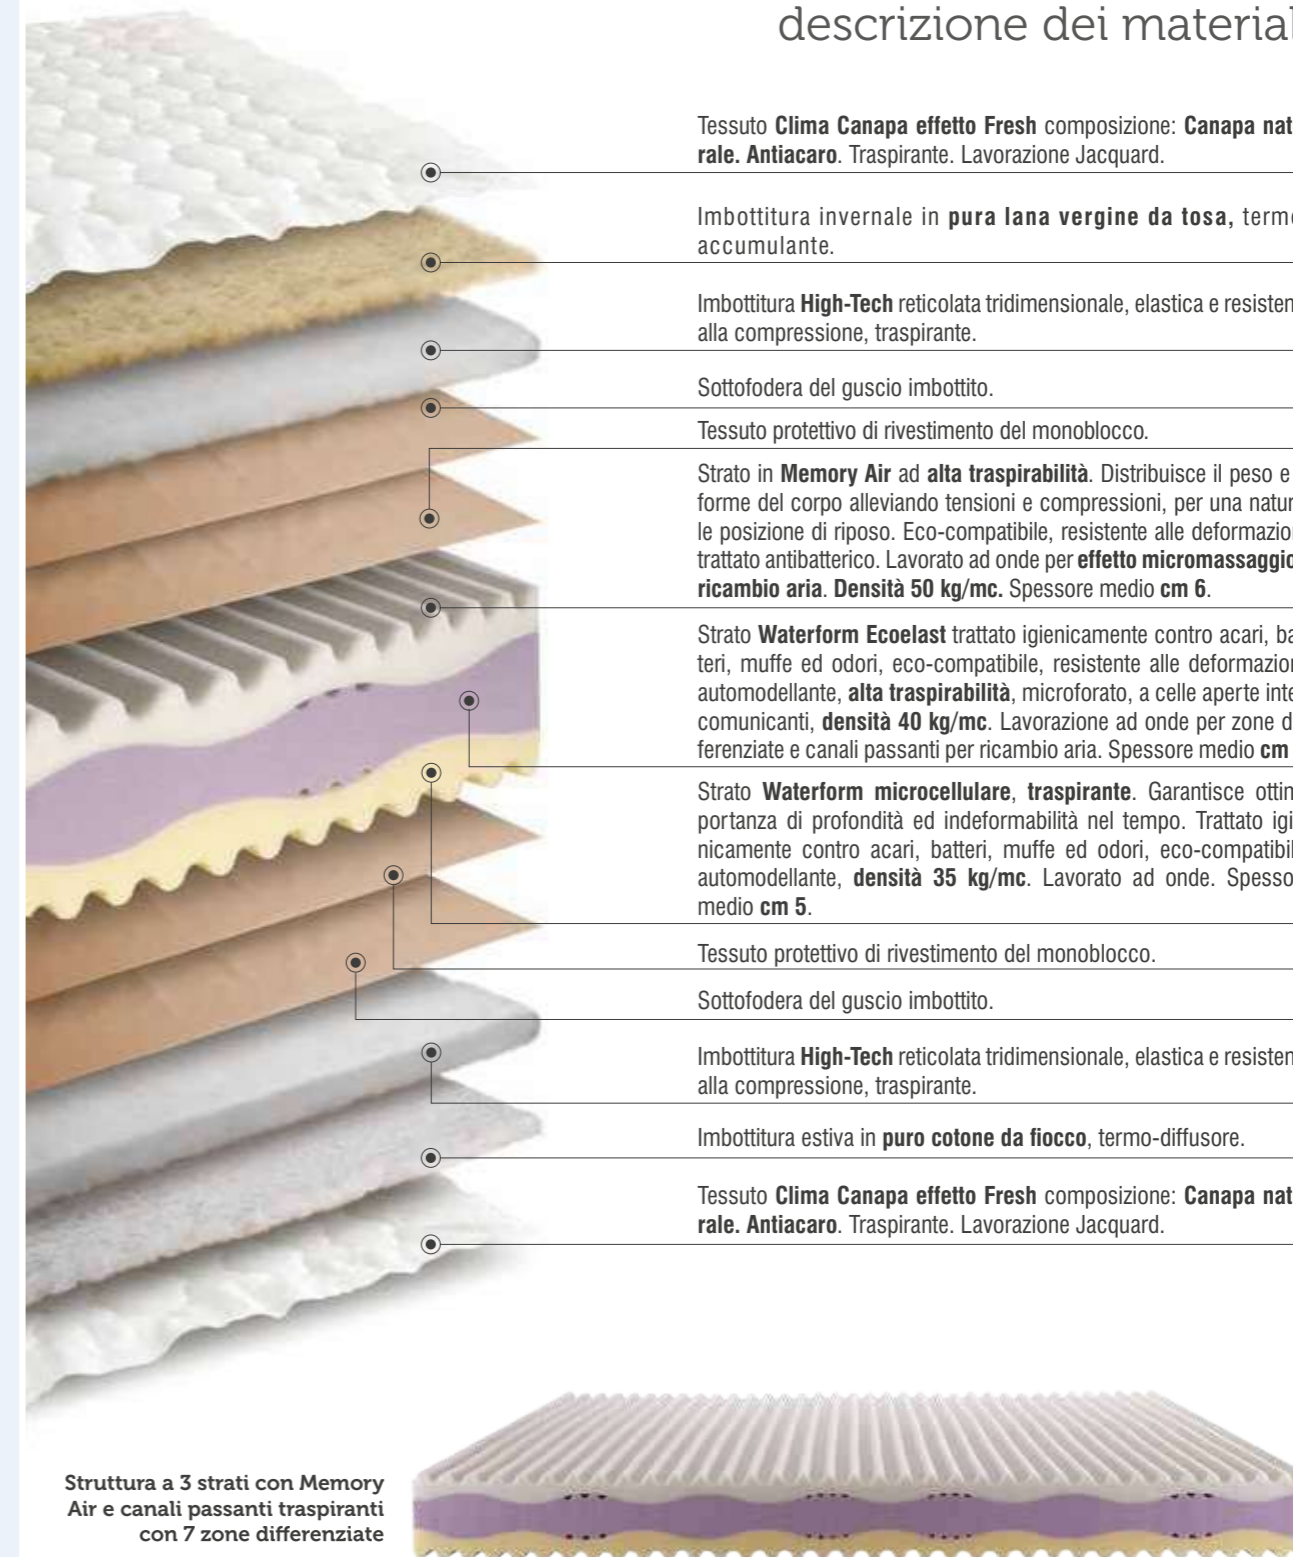 descrizione dei material
Tessuto Clima Canapa effetto Fresh composizione: Canapa nat
rale. Antiacaro. Traspirante. Lavorazione Jacquard.
Imbottitura invernale in pura lana vergine da tosa, termo
accumulante.
Imbottitura High-Tech reticolata tridimensionale, elastica e resisten
alla compressione, traspirante.
Sottofodera del guscio imbottito.
Tessuto protettivo di rivestimento del monoblocco.
Strato in Memory Air ad alta traspirabilità. Distribuisce il peso e
forme del corpo alleviando tensioni e compressioni, per una natur
le posizione di riposo. Eco-compatibile, resistente alle deformazio
trattato antibatterico. Lavorato ad onde per effetto micromassaggio
ricambio aria. Densità 50 kg/mc. Spessore medio cm 6.
Strato Waterform Ecoelast trattato igienicamente contro acari, ba
teri, muffe ed odori, eco-compatibile, resistente alle deformazion
automodellante, alta traspirabilità, microforato, a celle aperte inte
comunicanti, densità 40 kg/mc. Lavorazione ad onde per zone d
ferenziate e canali passanti per ricambio aria. Spessore medio cm
Strato Waterform microcellulare, traspirante. Garantisce ottim
portanza di profondità ed indeformabilità nel tempo. Trattato igi
nicamente contro acari, batteri, muffe ed odori, eco-compatibil
automodellante, densità 35 kg/mc. Lavorato ad onde. Spesso
medio cm 5.
Tessuto protettivo di rivestimento del monoblocco.
Sottofodera del guscio imbottito.
Imbottitura High-Tech reticolata tridimensionale, elastica e resisten
alla compressione, traspirante.
Imbottitura estiva in puro cotone da fiocco, termo-diffusore.
Tessuto Clima Canapa effetto Fresh composizione: Canapa nat
rale. Antiacaro. Traspirante. Lavorazione Jacquard.
Struttura a 3 strati con Memory
Air e canali passanti traspiranti
con 7 zone differenziate